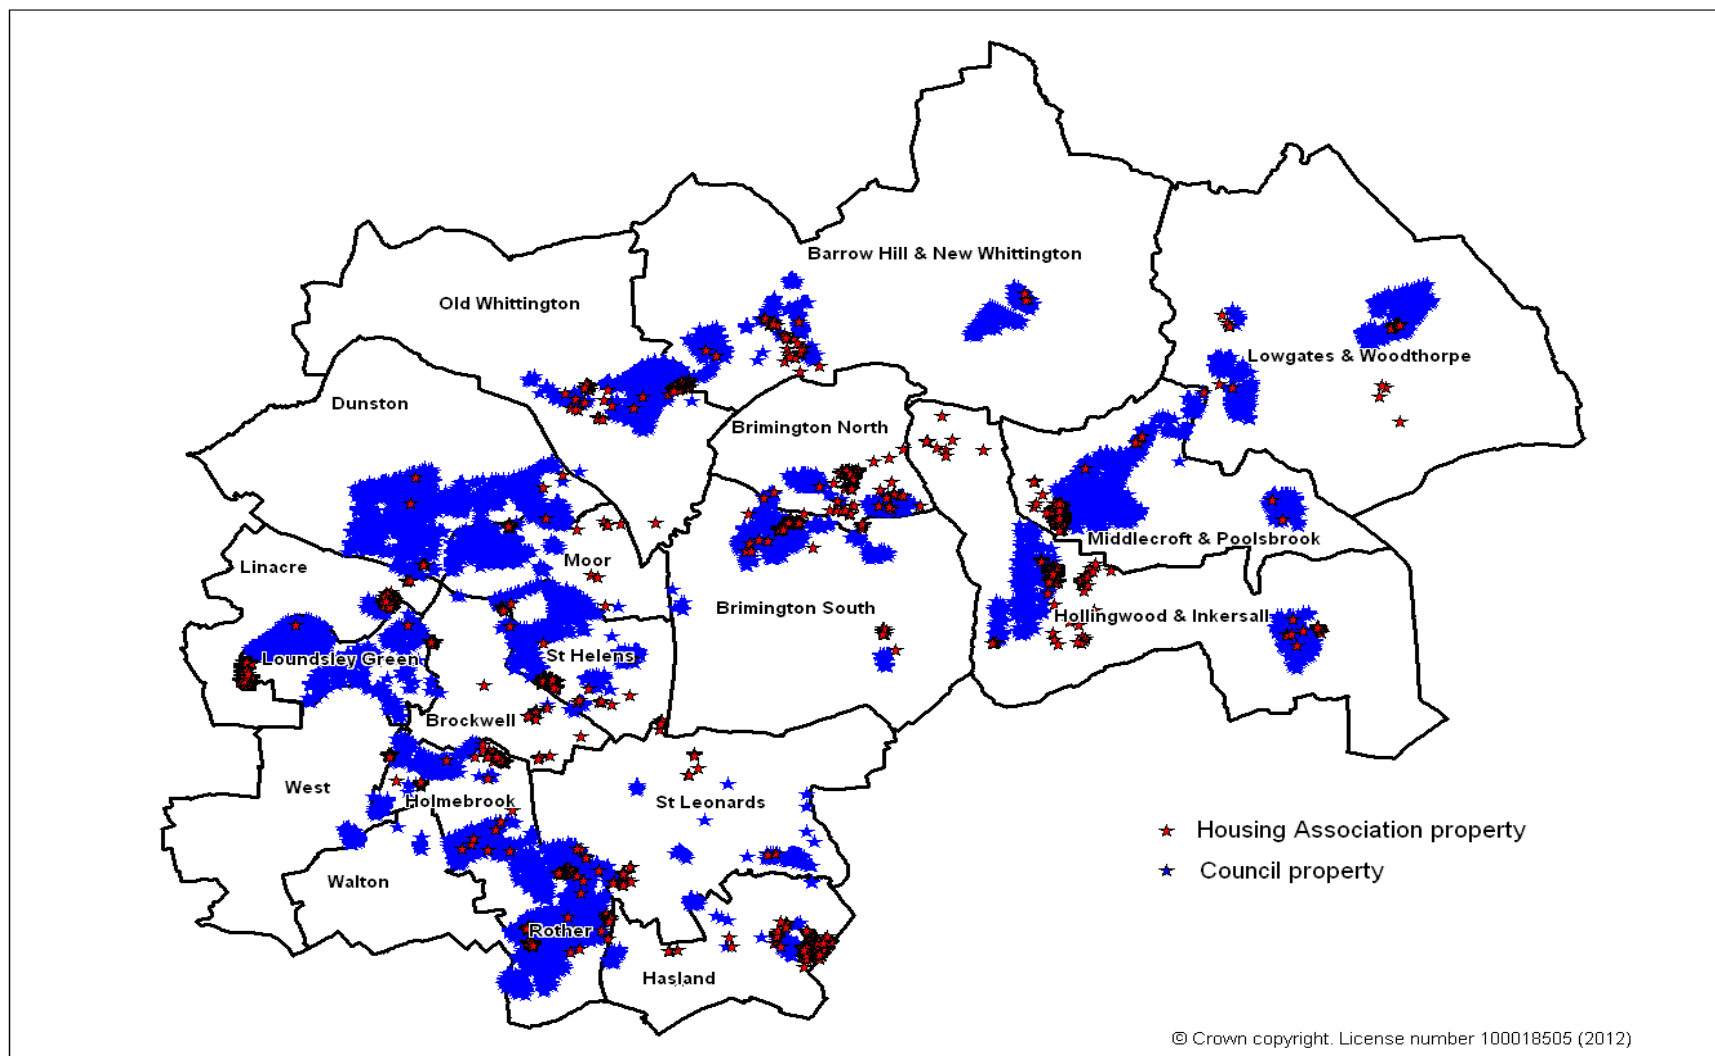 Barrow Hill & New Whittington
Old Whittington
Lowgates & Woodthorpe
Dunston
Brimington North
Middlecroft & Poolsbrook
Moor
Linacre
Brimington South
Hollingwood & Inkersall
St Helens
Loundsley Green
Brockwell
West
Holmebrook
St Leonards
Housing Association property
Council property
Walton
Rother
Hasland
© Crown copyright. License number 100018505 (2012)